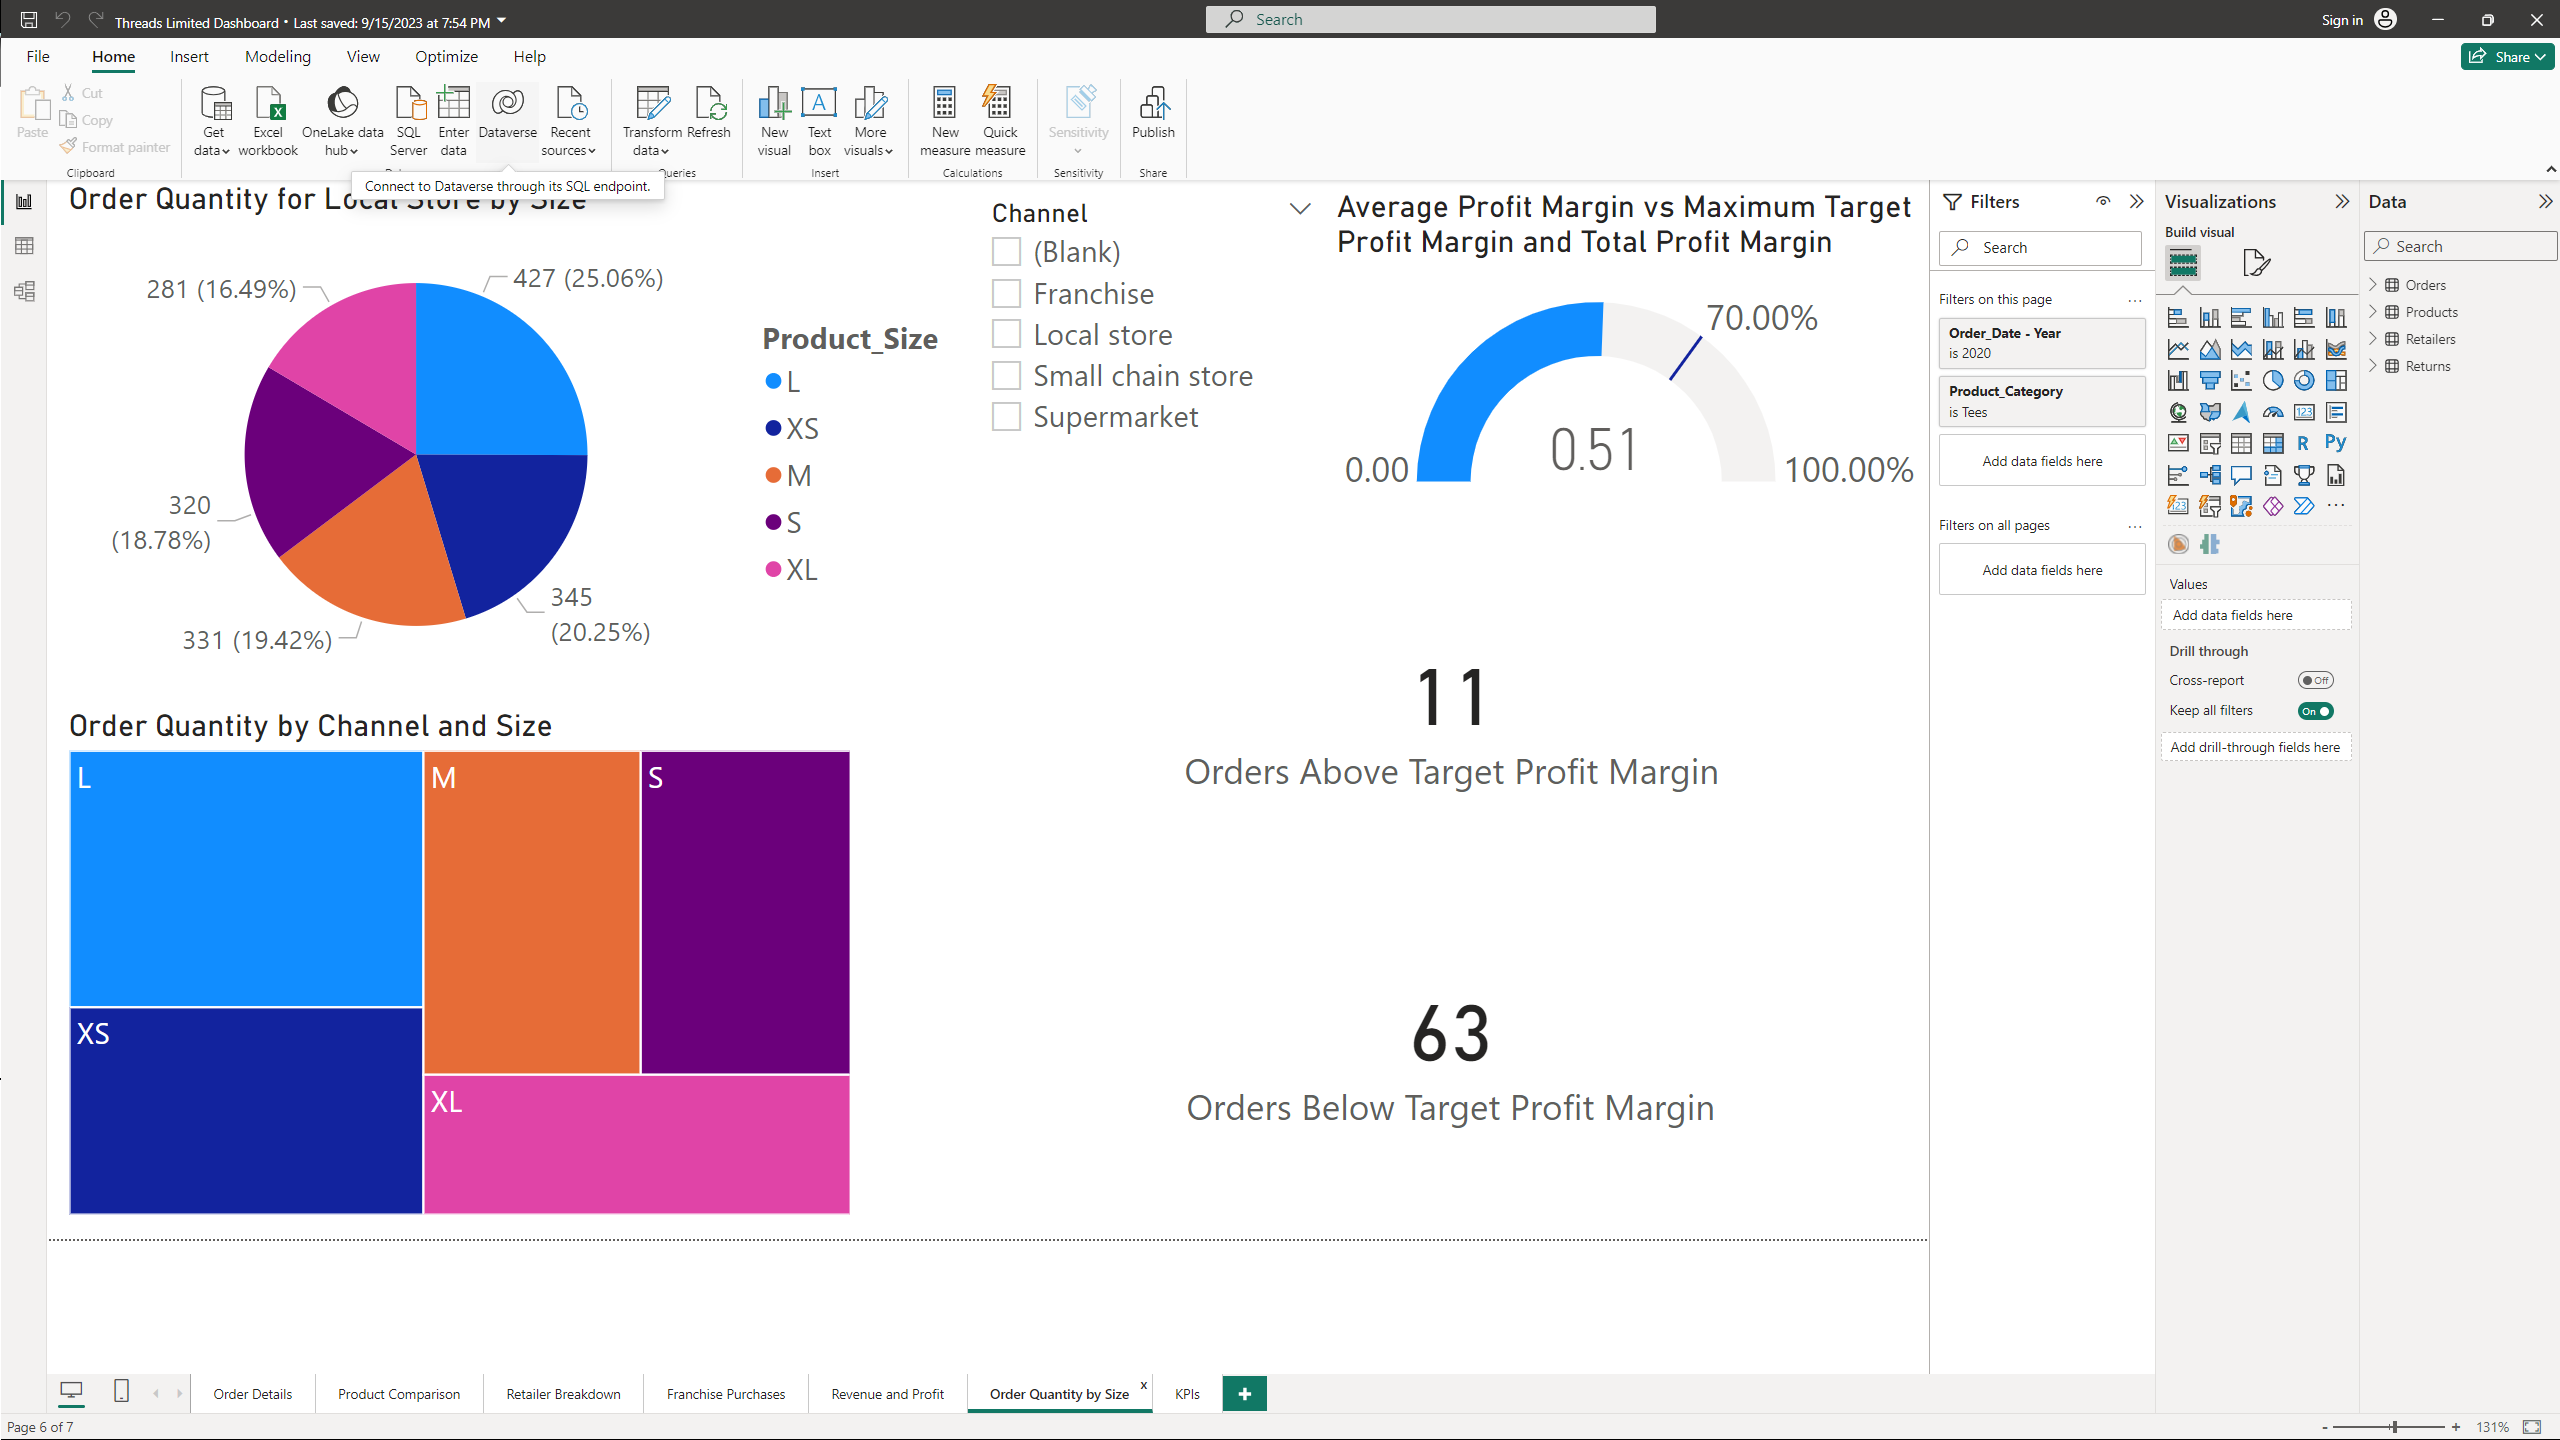 Threads Limited Dashboard • Last saved: 9/15/2023 at 7:54 PM
Search
Sign in
File
Home
Insert
Modeling
View
Optimize
Help
Share
Paste
Cut
Copy
Format painter
Clipboard
Get data
Excel workbook
OneLake data hub
SQL Server
Enter data
Dataverse
Recent sources
Transform data
Refresh
New visual
Text box
More visuals
Insert
New measure
Quick measure
Calculations
Sensitivity
Sensitivity
Publish
Share
Connect to Dataverse through its SQL endpoint.
Order Quantity for Local Store by Size
281 (16.49%)
427 (25.06%)
320
(18.78%)
331 (19.42%)
345
(20.25%)
Product_Size
L
XS
M
S
XL
Channel
(Blank)
Franchise
Local store
Small chain store
Supermarket
Average Profit Margin vs Maximum Target
Profit Margin and Total Profit Margin
70.00%
0.00
0.51
100.00%
Order Quantity by Channel and Size
L
M
S
XS
XL
11
Orders Above Target Profit Margin
63
Orders Below Target Profit Margin
Filters
Search
Filters on this page
...
Order_Date - Year
is 2020
Product_Category
is Tees
Add data fields here
Filters on all pages
...
Add data fields here
Visualizations
Build visual
123
R
Py
123
...
Values
Add data fields here
Drill through
Cross-report
Off
Keep all filters
On
Add drill-through fields here
Data
Search
Orders
Products
Retailers
Returns
Order Details
Product Comparison
Retailer Breakdown
Franchise Purchases
Revenue and Profit
Order Quantity by Size
x
KPIs
+
Page 6 of 7
-
+
131%